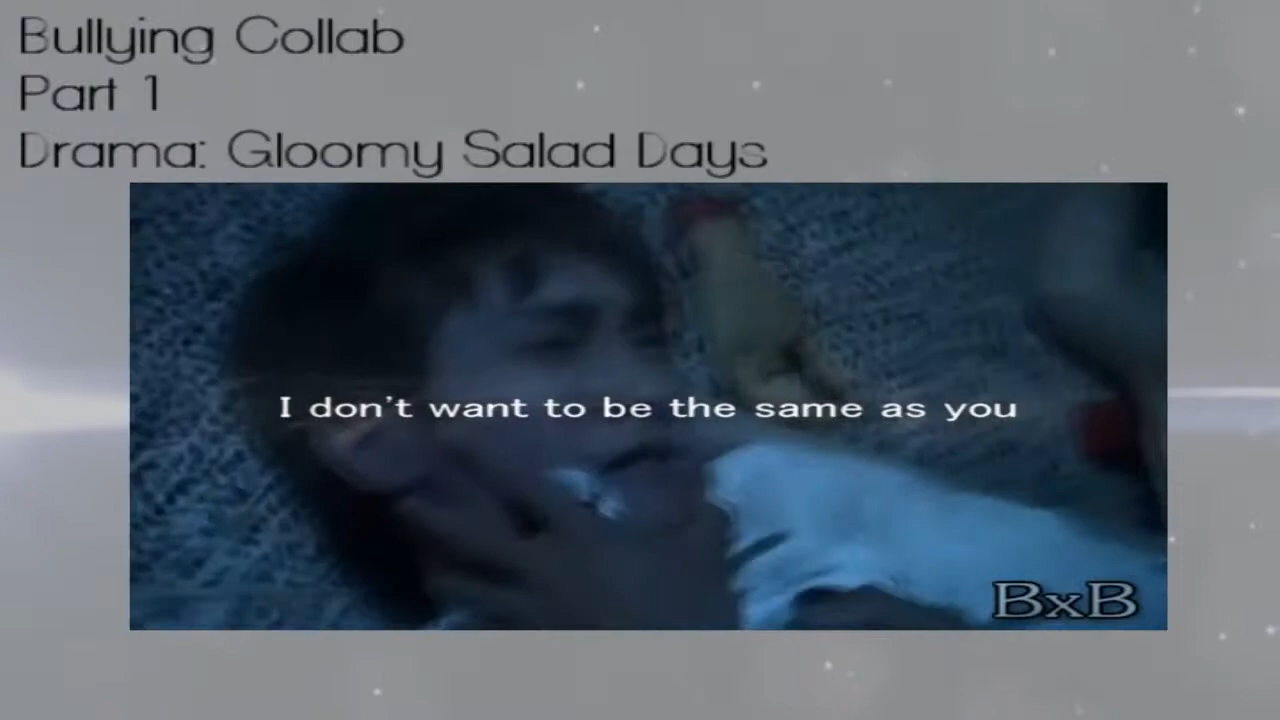 Bullying Collab
Part 1
Drama: Gloomy Salad Days
I don't want to be the same as you
BxB